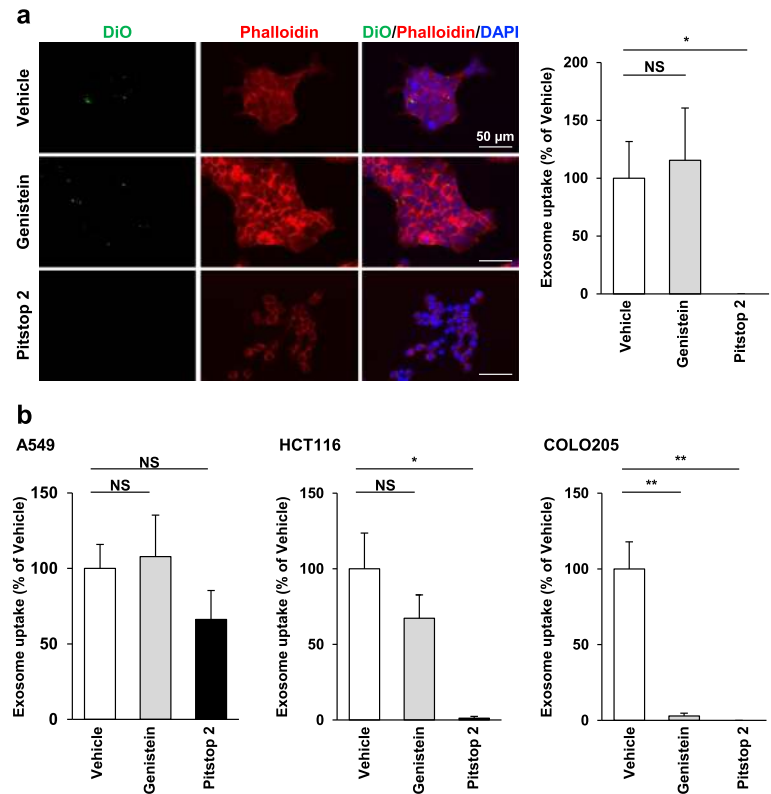 a
DiO
Phalloidin
DiO/Phalloidin/DAPI
Vehicle
50 µm
Genistein
Pitstop 2
*
NS
Exosome uptake (% of Vehicle)
200
150
100
50
0
Vehicle
Genistein
Pitstop 2
b
A549
NS
NS
Exosome uptake (% of Vehicle)
150
100
50
0
Vehicle
Genistein
Pitstop 2
HCT116
*
NS
Exosome uptake (% of Vehicle)
150
100
50
0
Vehicle
Genistein
Pitstop 2
COLO205
**
**
Exosome uptake (% of Vehicle)
150
100
50
0
Vehicle
Genistein
Pitstop 2